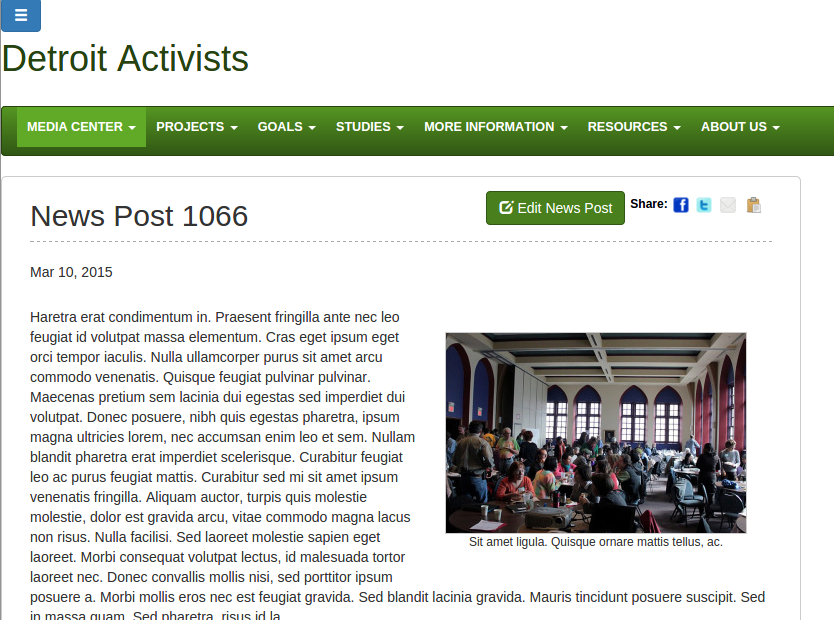 Detroit Activists
MEDIA CENTER PROJECTS GOALS STUDIES MORE INFORMATION RESOURCES ABOUT US
News Post 1066
Edit News Post
Share:
Mar 10, 2015
Haretra erat condimentum in. Praesent fringilla ante nec leo
feugiat id volutpat massa elementum. Cras eget ipsum eget
orci tempor iaculis. Nulla ullamcorper purus sit amet arcu
commodo venenatis. Quisque feugiat pulvinar pulvinar.
Maecenas pretium sem lacinia dui egestas sed imperdiet dui
volutpat. Donec posuere, nibh quis egestas pharetra, ipsum
magna ultricies lorem, nec accumsan enim leo et sem. Nullam
blandit pharetra erat imperdiet scelerisque. Curabitur feugiat
leo ac purus feugiat mattis. Curabitur sed mi sit amet ipsum
venenatis fringilla. Aliquam auctor, turpis quis molestie
molestie, dolor est gravida arcu, vitae commodo magna lacus
non risus. Nulla facilisi. Sed laoreet molestie sapien eget
laoreet. Morbi consequat volutpat lectus, id malesuada tortor
laoreet nec. Donec convallis mollis nisi, sed porttitor ipsum
Sit amet ligula. Quisque ornare mattis tellus, ac.
posuere a. Morbi mollis eros nec est feugiat gravida. Sed blandit lacinia gravida. Mauris tincidunt posuere suscipit. Sed
in massa quam. Sed pharetra, risus id la